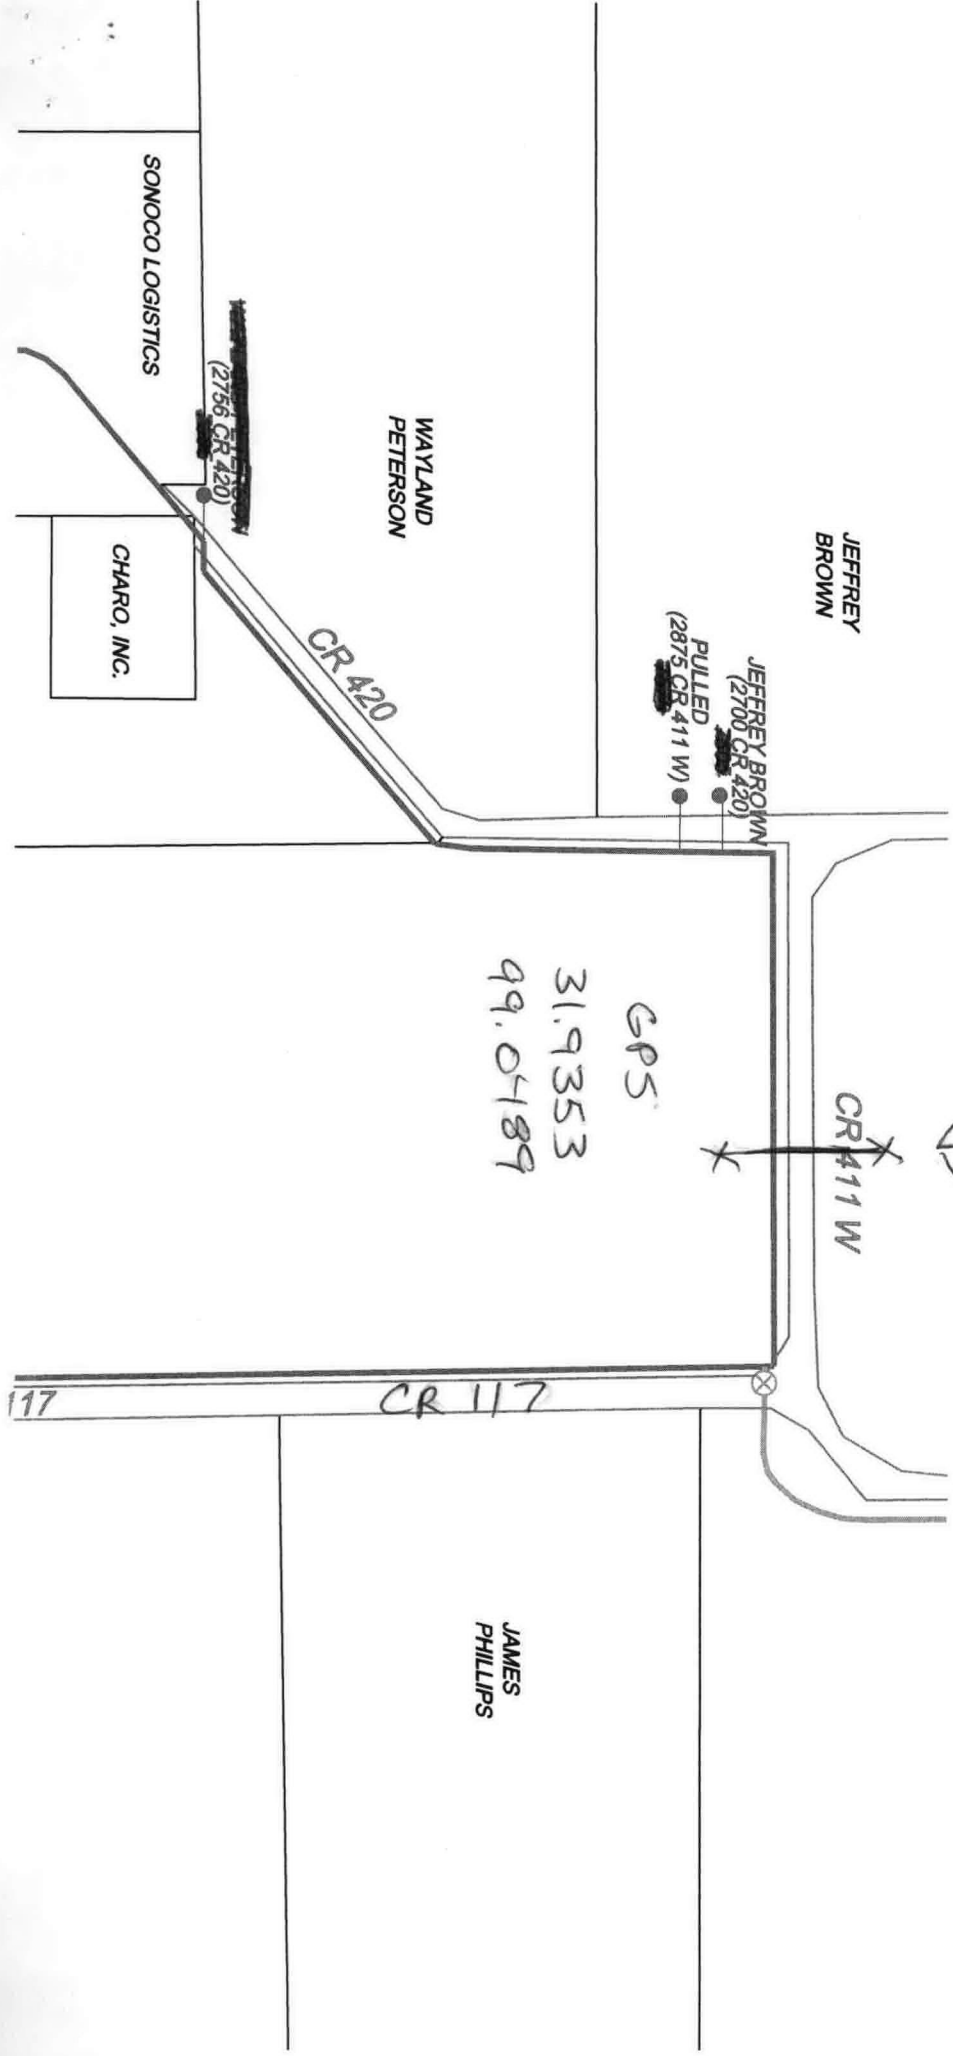 JEFFREY
BROWN
JEFFREY BROWN
(2700 CR 420)
PULLED
(2875 CR 411 W)
WAYLAND
PETERSON
(2756 CR 420)
SONOCO LOGISTICS
CHARO, INC.
CR 420
CR 411 W
GPS
31.9353
99.0489
CR 117
117
JAMES
PHILLIPS